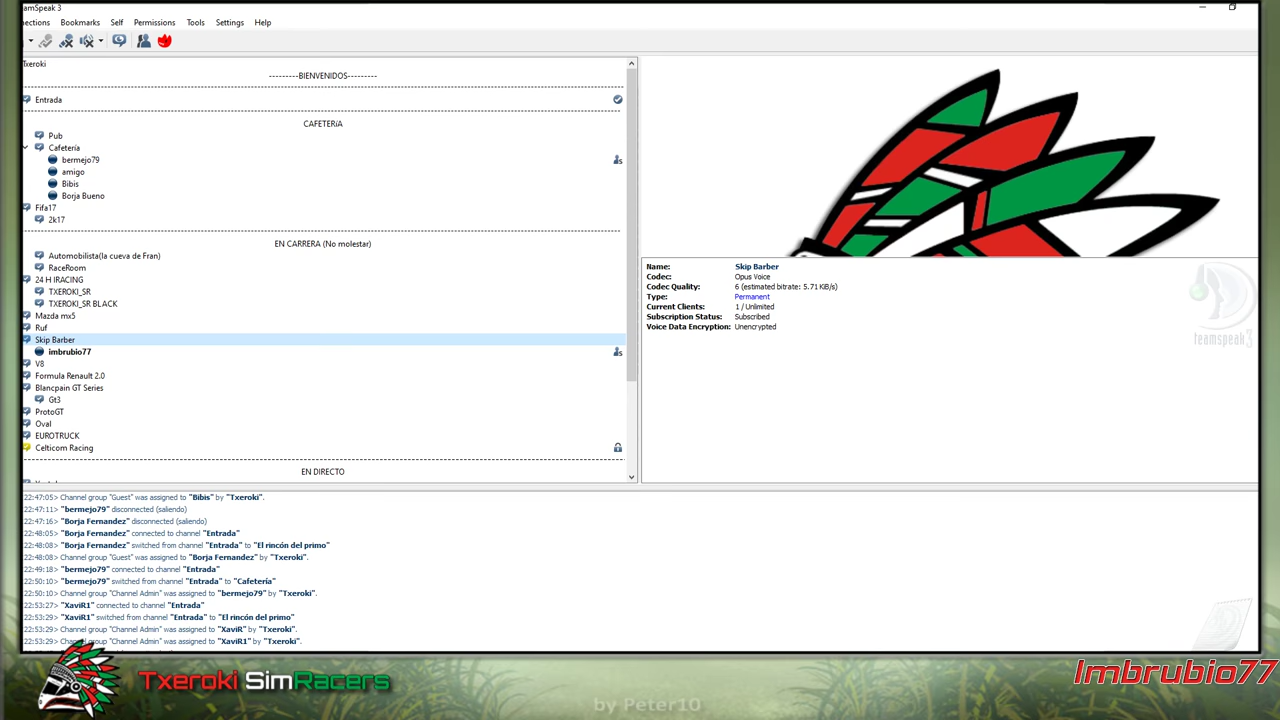 amSpeak 3
nections Bookmarks Self Permissions Tools Settings Help
Txeroki
---------BIENVENIDOS---------
Entrada
CAFETERíA
Pub
Cafetería
bermejo79
amigo
Bibis
Borja Bueno
Fifa17
2k17
EN CARRERA (No molestar)
Automobilista(la cueva de Fran)
RaceRoom
24 H IRACING
TXEROKI_SR
TXEROKI_SR BLACK
Mazda mx5
Ruf
Skip Barber
imbrubio77
V8
Formula Renault 2.0
Blancpain GT Series
Gt3
ProtoGT
Oval
EUROTRUCK
Celticom Racing
EN DIRECTO
Name: Skip Barber
Codec: Opus Voice
Codec Quality: 6 (estimated bitrate: 5.71 KiB/s)
Type: Permanent
Current Clients: 1 / Unlimited
Subscription Status: Subscribed
Voice Data Encryption: Unencrypted
teamspeak3
22:47:05> Channel group "Guest" was assigned to "Bibis" by "Txeroki".
22:47:11> "bermejo79" disconnected (saliendo)
22:47:16> "Borja Fernandez" disconnected (saliendo)
22:48:05> "Borja Fernandez" connected to channel "Entrada"
22:48:08> "Borja Fernandez" switched from channel "Entrada" to "El rincón del primo"
22:48:08> Channel group "Guest" was assigned to "Borja Fernandez" by "Txeroki".
22:49:18> "bermejo79" connected to channel "Entrada"
22:50:10> "bermejo79" switched from channel "Entrada" to "Cafetería"
22:50:10> Channel group "Channel Admin" was assigned to "bermejo79" by "Txeroki".
22:53:27> "XaviR1" connected to channel "Entrada"
22:53:29> "XaviR1" switched from channel "Entrada" to "El rincón del primo"
22:53:29> Channel group "Channel Admin" was assigned to "XaviR" by "Txeroki".
22:53:29> Channel group "Channel Admin" was assigned to "XaviR1" by "Txeroki".
Txeroki SimRacers
Imbrubio77
by Peter10